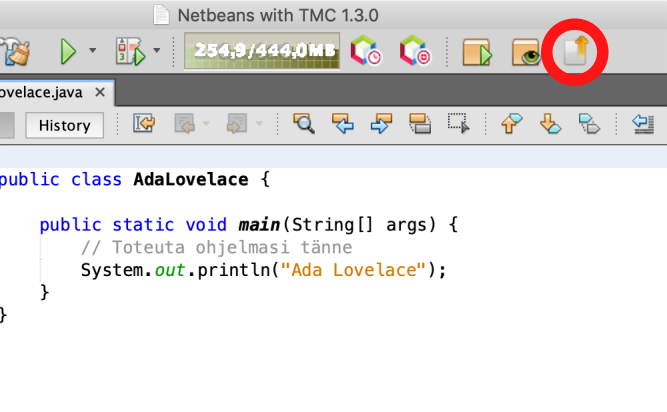 Netbeans with TMC 1.3.0
254,9/444,0MB
ovelace.java
History
public class AdaLovelace {
public static void main(String[] args) {
// Toteuta ohjelmasi tänne
System.out.println("Ada Lovelace");
}
}